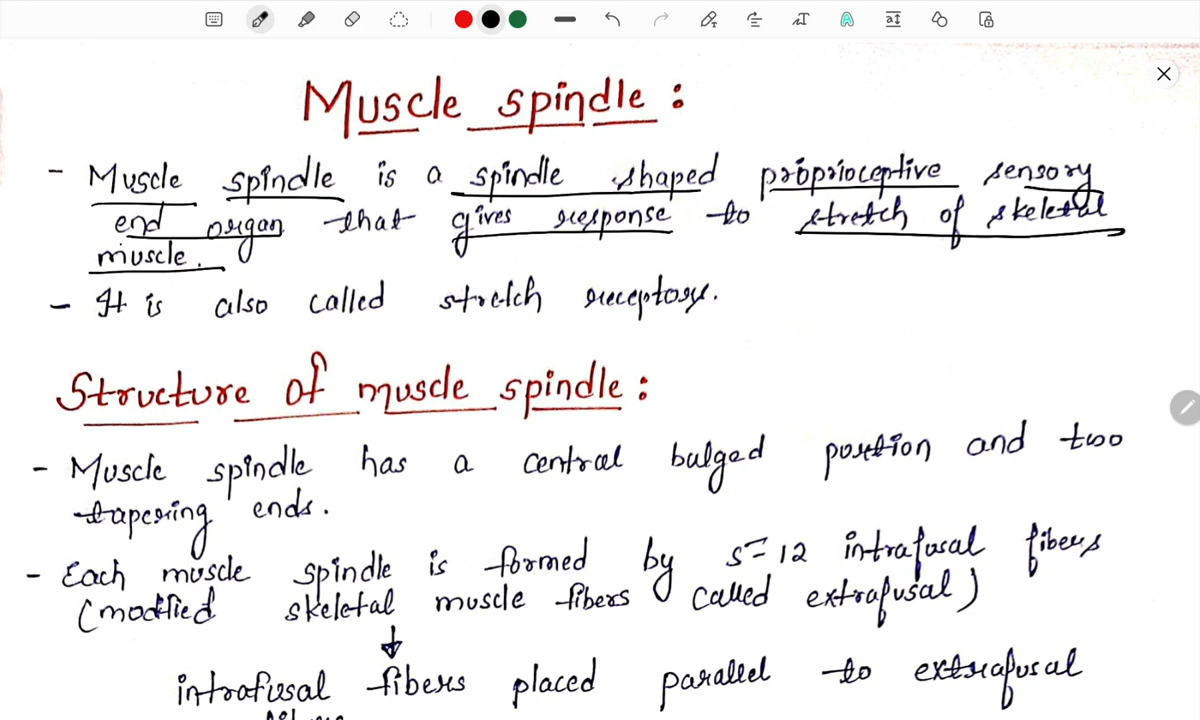 Muscle spindle :
- Muscle spindle is a spindle shaped proprioceptive sensory
end organ that gives response to stretch of skeletal
muscle.
- It is also called stretch receptors.
Structure of muscle spindle :
- Muscle spindle has a central bulged portion and two
tapering ends.
- Each muscle spindle is formed by 5-12 intrafusal fibers
(modified skeletal muscle fibers called extrafusal)
↓
intrafusal fibers placed parallel to extrafusal